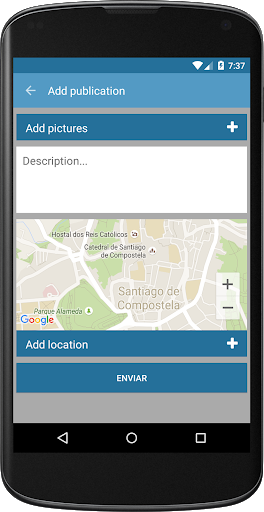 7:37
Add publication
Add pictures
Description...
Hostal dos Reis Católicos
Catedral de Santiago
de Compostela
Santiago de
Compostela
Parque Alameda
Google
Add location
ENVIAR